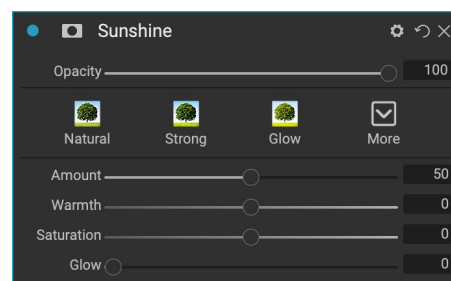 Sunshine
Opacity 100
Natural Strong Glow More
Amount 50
Warmth 0
Saturation 0
Glow 0